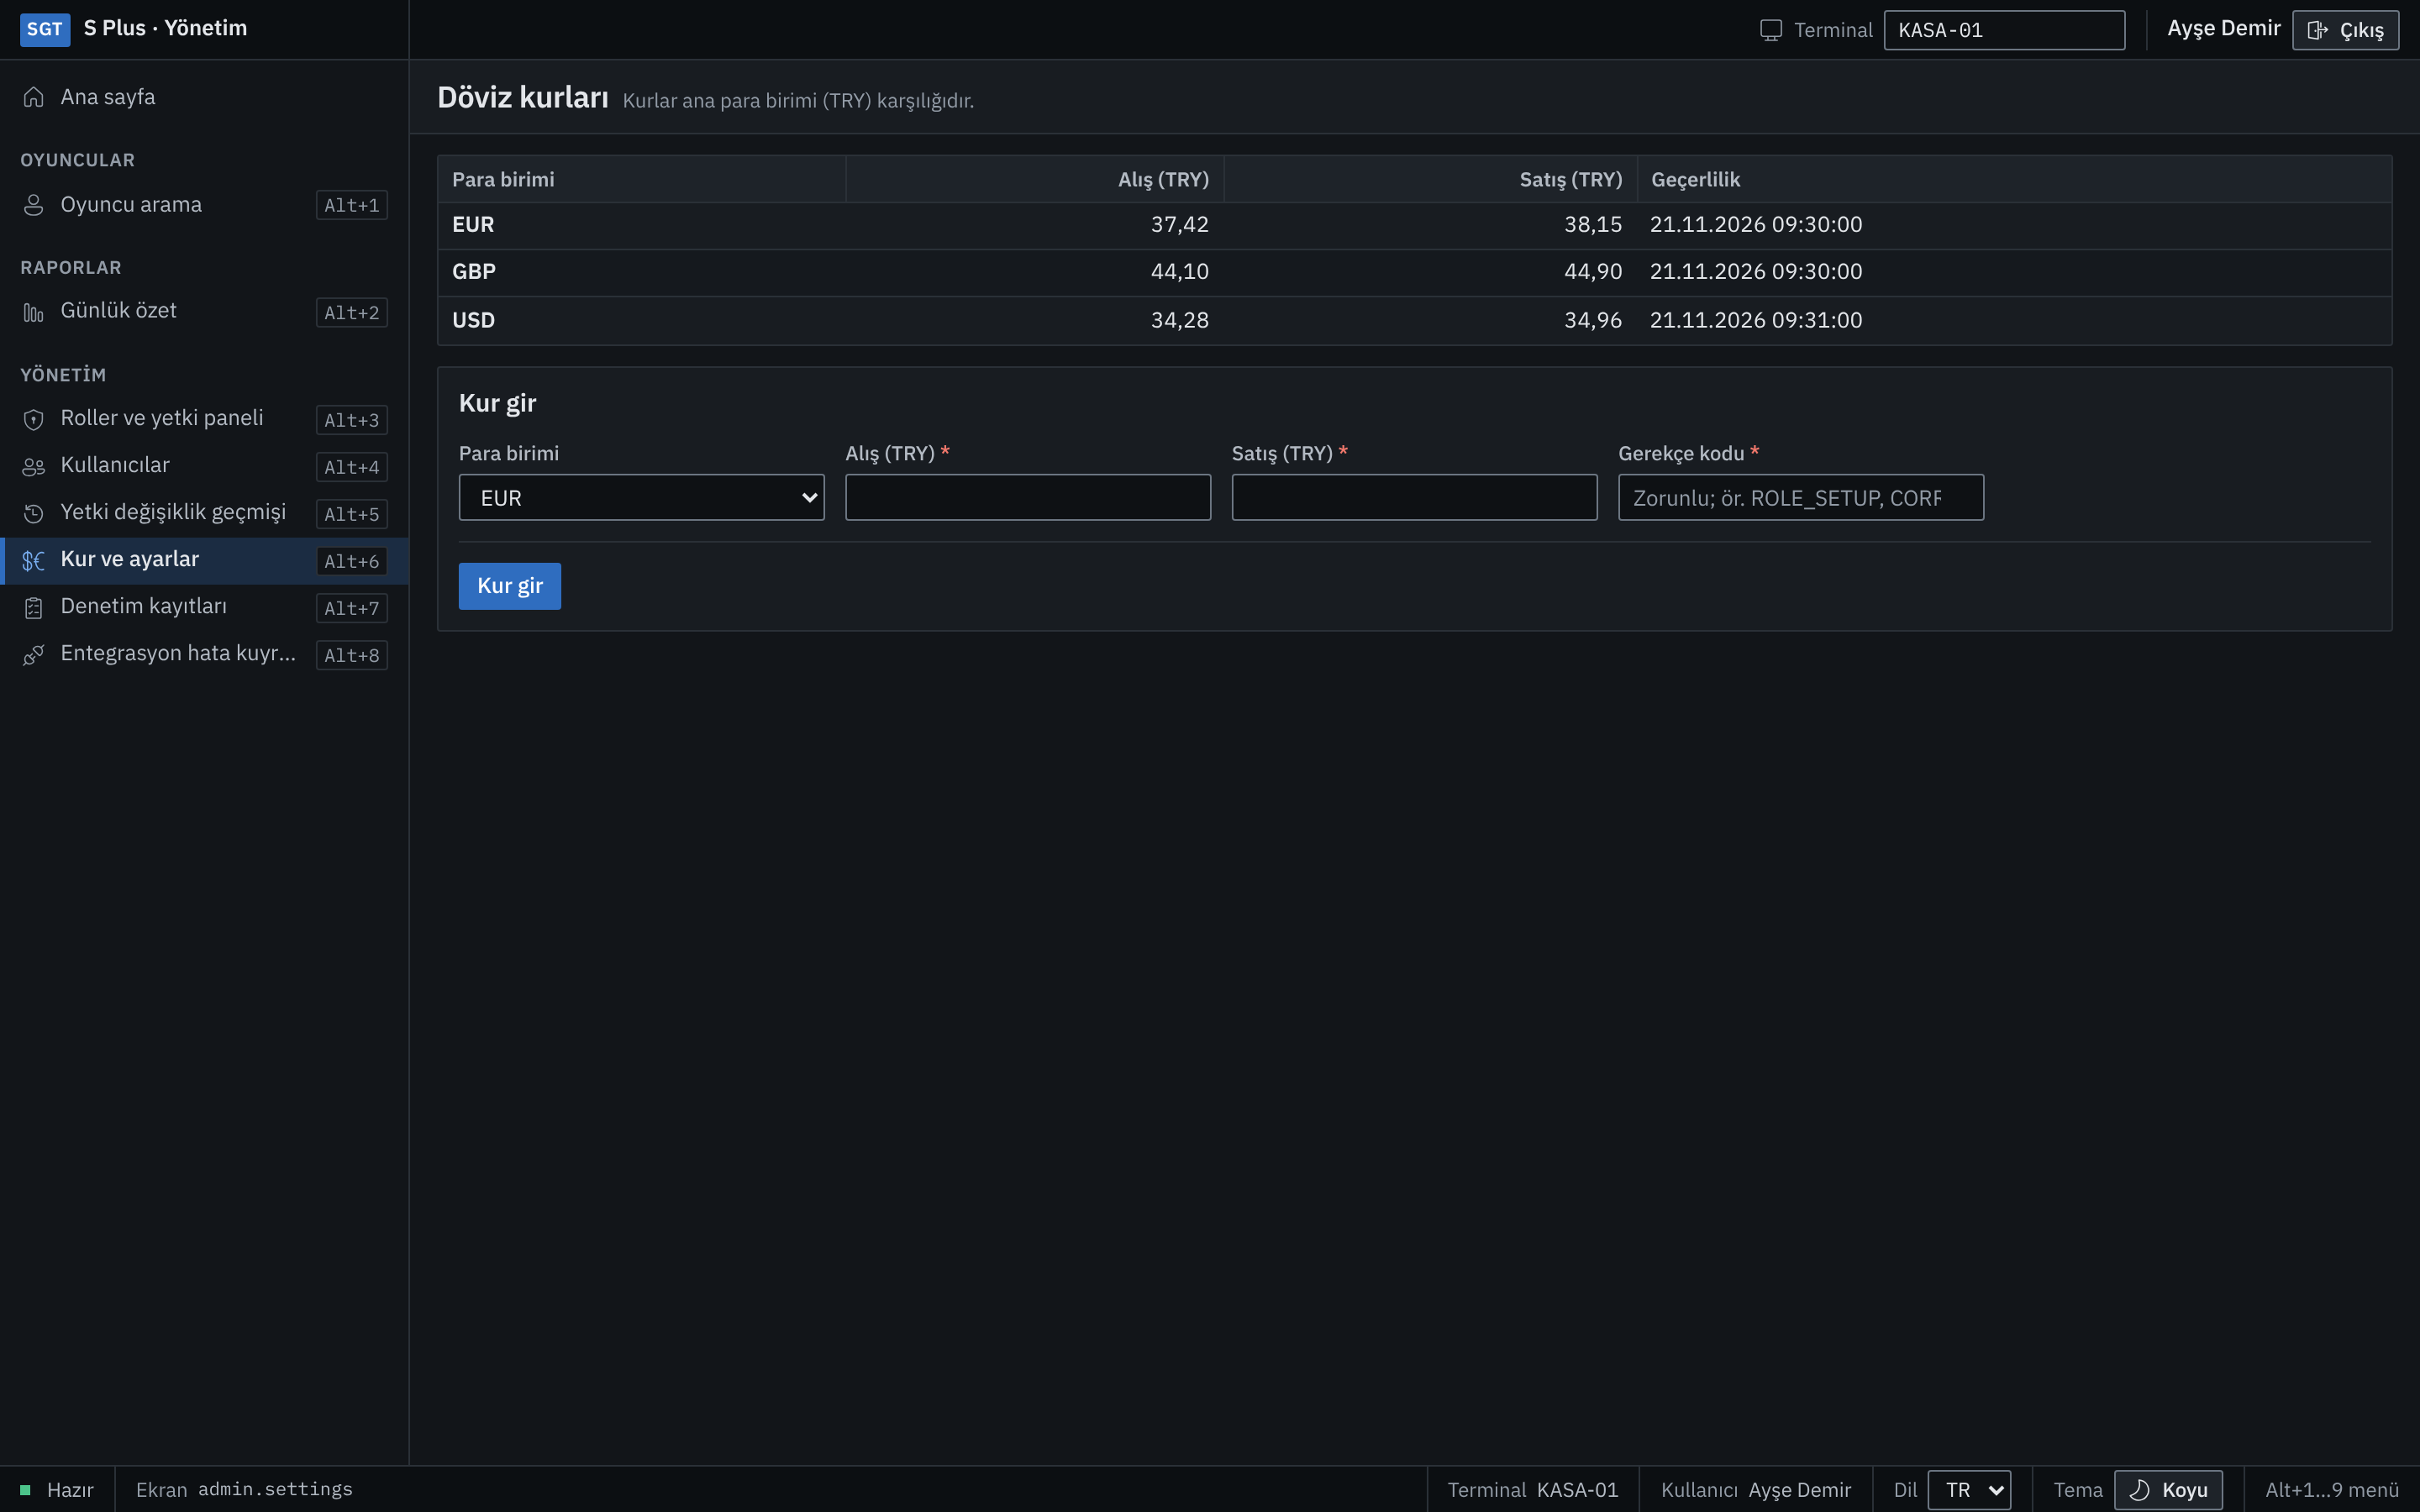 SGT S Plus · Yönetim
Terminal KASA-01 Ayşe Demir Çıkış
Ana sayfa
OYUNCULAR
Oyuncu arama Alt+1
RAPORLAR
Günlük özet Alt+2
YÖNETİM
Roller ve yetki paneli Alt+3
Kullanıcılar Alt+4
Yetki değişiklik geçmişi Alt+5
$€ Kur ve ayarlar Alt+6
Denetim kayıtları Alt+7
Entegrasyon hata kuyr... Alt+8
Döviz kurları Kurlar ana para birimi (TRY) karşılığıdır.
Para birimi Alış (TRY) Satış (TRY) Geçerlilik
EUR 37,42 38,15 21.11.2026 09:30:00
GBP 44,10 44,90 21.11.2026 09:30:00
USD 34,28 34,96 21.11.2026 09:31:00
Kur gir
Para birimi Alış (TRY) * Satış (TRY) * Gerekçe kodu *
EUR Zorunlu; ör. ROLE_SETUP,
Kur gir
Hazır Ekran admin.settings Terminal KASA-01 Kullanıcı Ayşe Demir Dil TR Tema Koyu Alt+1...9 menü